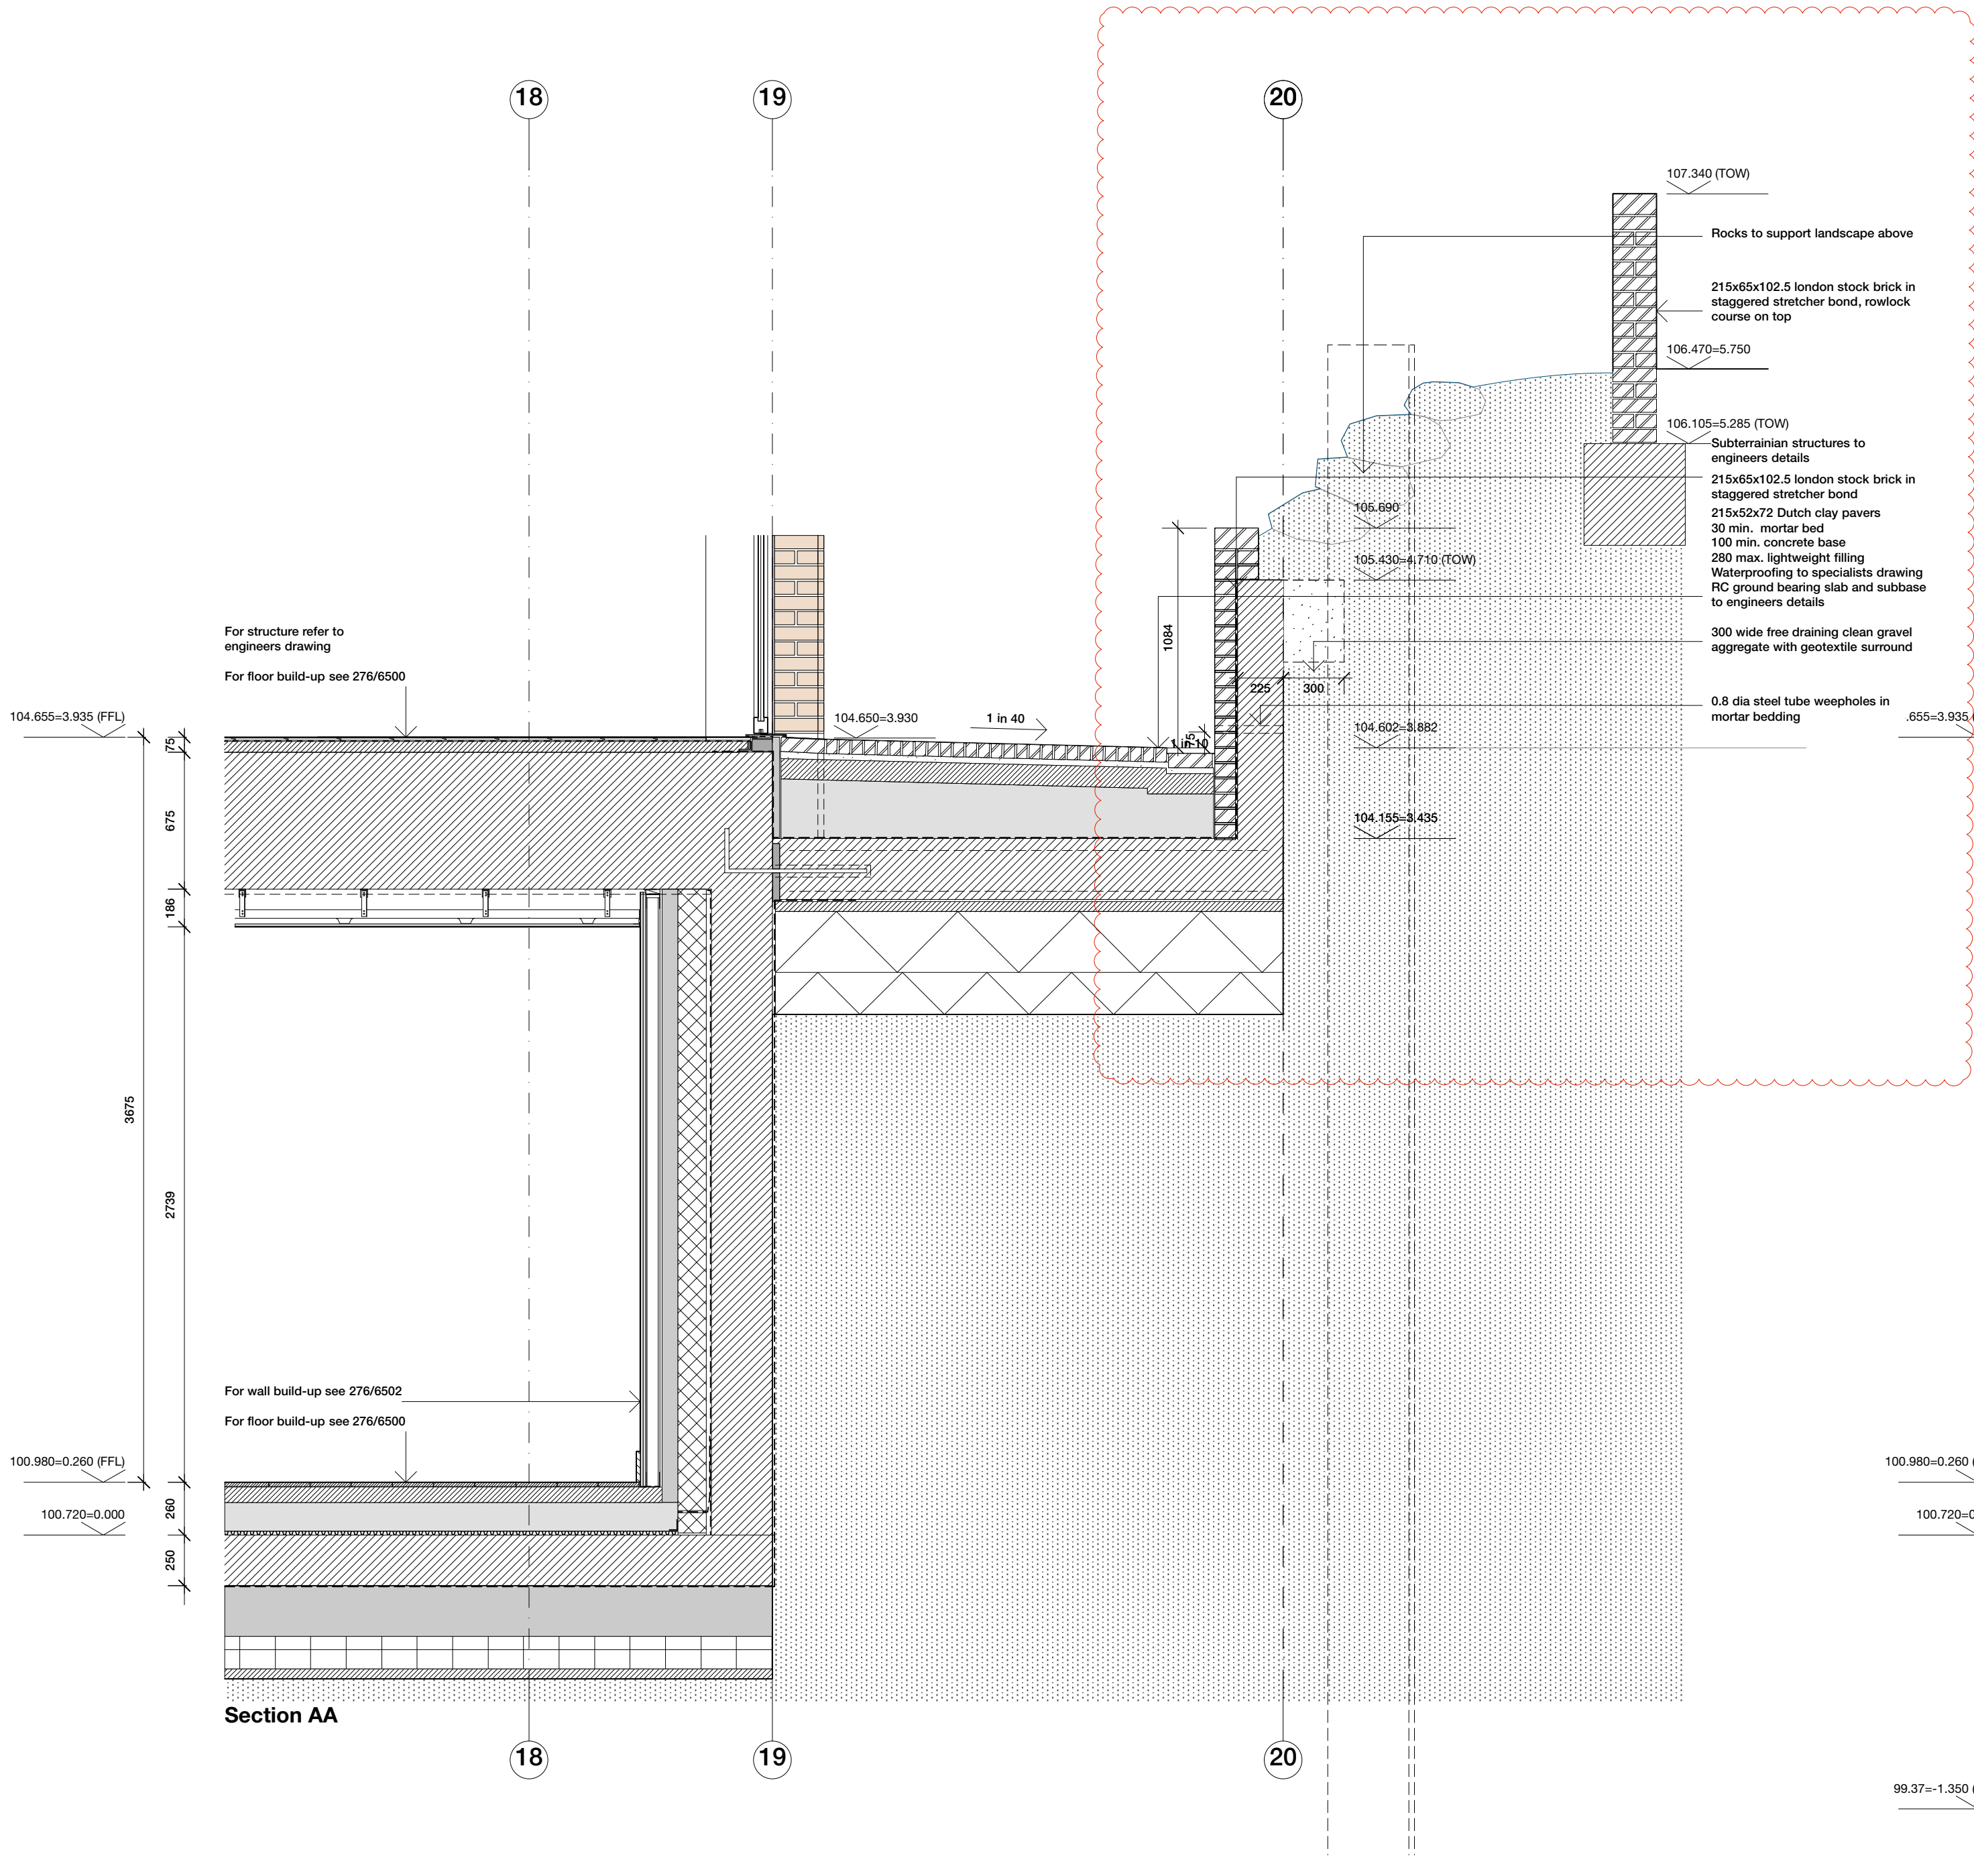 18
19
20
107.340 (TOW)
Rocks to support landscape above
215x65x102.5 london stock brick in
staggered stretcher bond, rowlock
course on top
106.470=5.750
106.105=5.285 (TOW)
Subterrainian structures to
engineers details
215x65x102.5 london stock brick in
staggered stretcher bond
105.690
215x52x72 Dutch clay pavers
30 min. mortar bed
100 min. concrete base
280 max. lightweight filling
Waterproofing to specialists drawing
RC ground bearing slab and subbase
to engineers details
105.430=4.710 (TOW)
1084
300 wide free draining clean gravel
aggregate with geotextile surround
225
300
0.8 dia steel tube weepholes in
mortar bedding
For structure refer to
engineers drawing
For floor build-up see 276/6500
104.655=3.935 (FFL)
104.650=3.930
1 in 40
1 in 10
75
104.602=3.882
.655=3.935
75
675
104.155=3.435
186
3675
2739
For wall build-up see 276/6502
For floor build-up see 276/6500
100.980=0.260 (FFL)
100.980=0.260 (
260
100.720=0.000
100.720=0
250
Section AA
18
19
20
99.37=-1.350 (